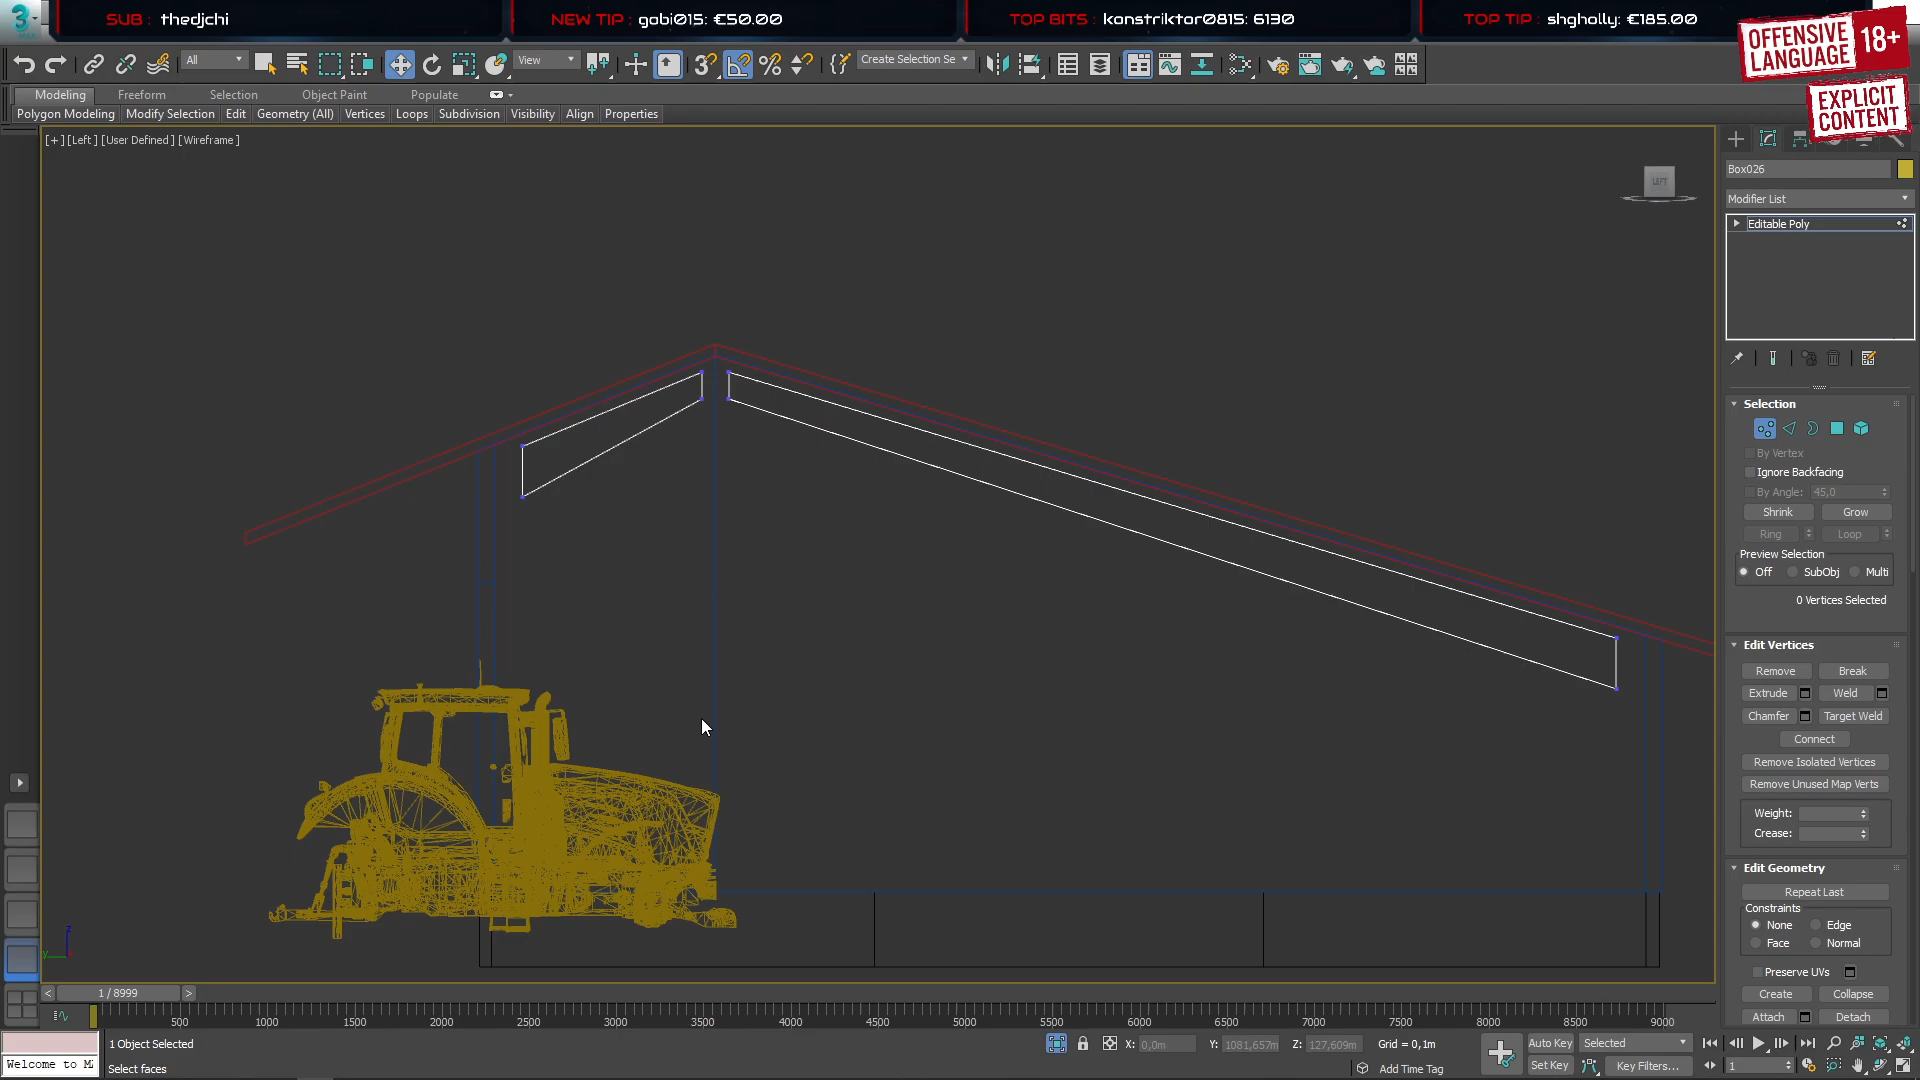 SUB : thedjchi
NEW TIP : gabi015: €50.00
TOP BITS : konstriktor0815: 6130
TOP TIP : shgholly: €185.00
OFFENSIVE LANGUAGE 18+
EXPLICIT CONTENT
All
View
Create Selection Se
Modeling
Freeform
Selection
Object Paint
Populate
Polygon Modeling
Modify Selection
Edit
Geometry (All)
Vertices
Loops
Subdivision
Visibility
Align
Properties
[+] [Left ] [User Defined ] [Wireframe ]
LEFT
Box026
Modifier List
Editable Poly
Selection
By Vertex
Ignore Backfacing
By Angle: 45,0
Shrink
Grow
Ring
Loop
Preview Selection
Off
SubObj
Multi
0 Vertices Selected
Edit Vertices
Remove
Break
Extrude
Weld
Chamfer
Target Weld
Connect
Remove Isolated Vertices
Remove Unused Map Verts
Weight:
Crease:
Edit Geometry
Repeat Last
Constraints
None
Edge
Face
Normal
Preserve UVs
Create
Collapse
Attach
Detach
z
y
< 1 / 8999 >
500 1000 1500 2000 2500 3000 3500 4000 4500 5000 5500 6000 6500 7000 7500 8000 8500 9000
1 Object Selected
X: 0,0m
Y: 1081,657m
Z: 127,609m
Grid = 0,1m
Auto Key
Selected
Welcome to M
Select faces
Add Time Tag
Set Key
Key Filters...
1